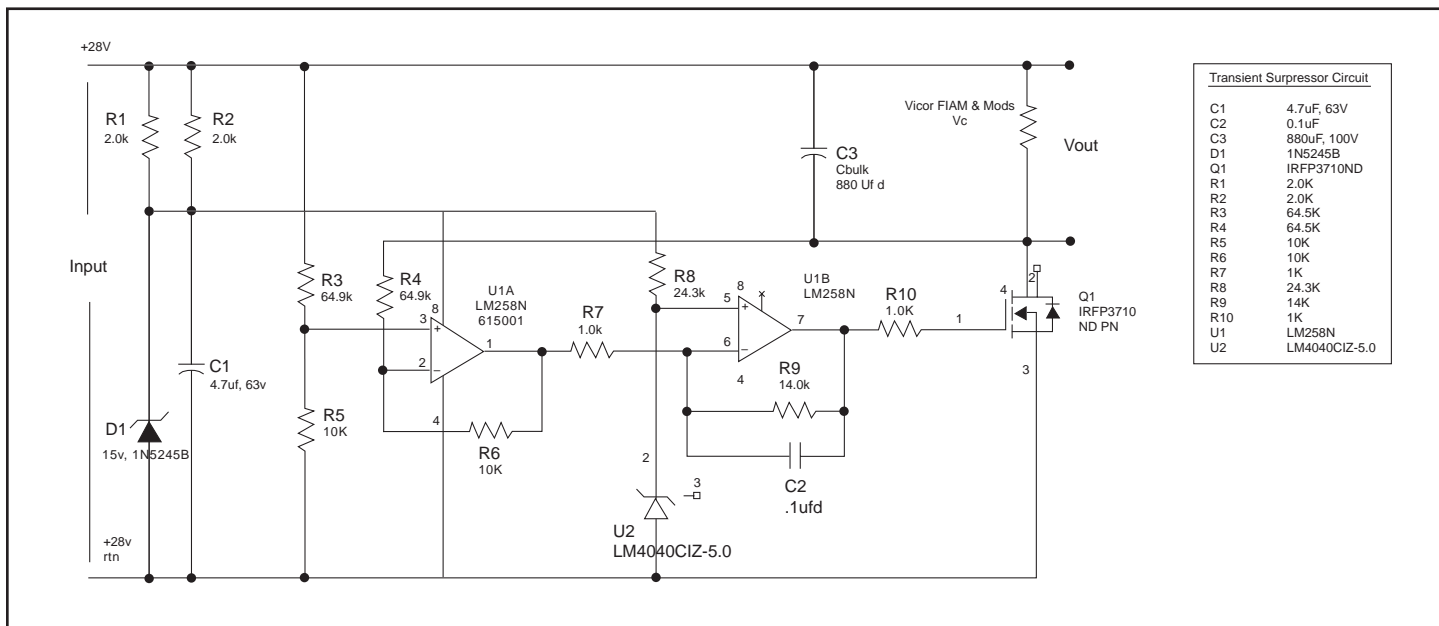 +28V
R1
2.0k
R2
2.0k
Vicor FIAM & Mods
Vc
Vout
C3
Cbulk
880 Uf d
Input
R3
64.9k
R4
64.9k
U1A
LM258N
615001
8
3
+
2
–
1
4
R7
1.0k
R8
24.3k
U1B
LM258N
8
5
+
6
–
7
4
R10
1.0K
1
4
2
Q1
IRFP3710
ND PN
3
C1
4.7uf, 63v
R5
10K
R6
10K
R9
14.0k
C2
.1ufd
D1
15v, 1N5245B
2
3
U2
LM4040CIZ-5.0
+28v
rtn
Transient Surpressor Circuit
C1 4.7uF, 63V
C2 0.1uF
C3 880uF, 100V
D1 1N5245B
Q1 IRFP3710ND
R1 2.0K
R2 2.0K
R3 64.5K
R4 64.5K
R5 10K
R6 10K
R7 1K
R8 24.3K
R9 14K
R10 1K
U1 LM258N
U2 LM4040CIZ-5.0